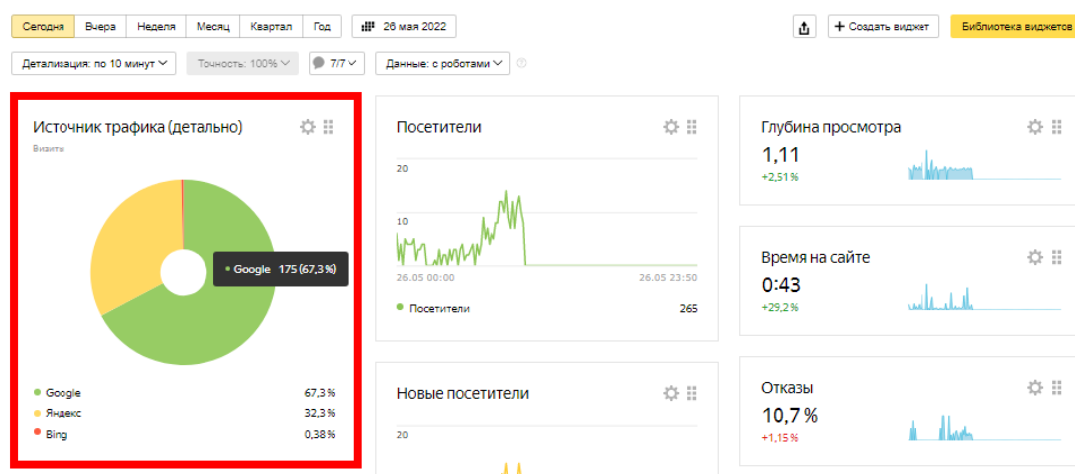 Сегодня Вчера Неделя Месяц Квартал Год 26 мая 2022 + Создать виджет Библиотека виджетов
Детализация: по 10 минут Точность: 100% 7/7 Данные: с роботами
Источник трафика (детально)
Визиты
Google 175 (67,3%)
Google 67,3%
Яндекс 32,3%
Bing 0,38%
Посетители
20
10
26.05 00:00 26.05 23:50
Посетители 265
Новые посетители
20
Глубина просмотра
1,11
+2,51%
Время на сайте
0:43
+29,2%
Отказы
10,7%
+1,15%